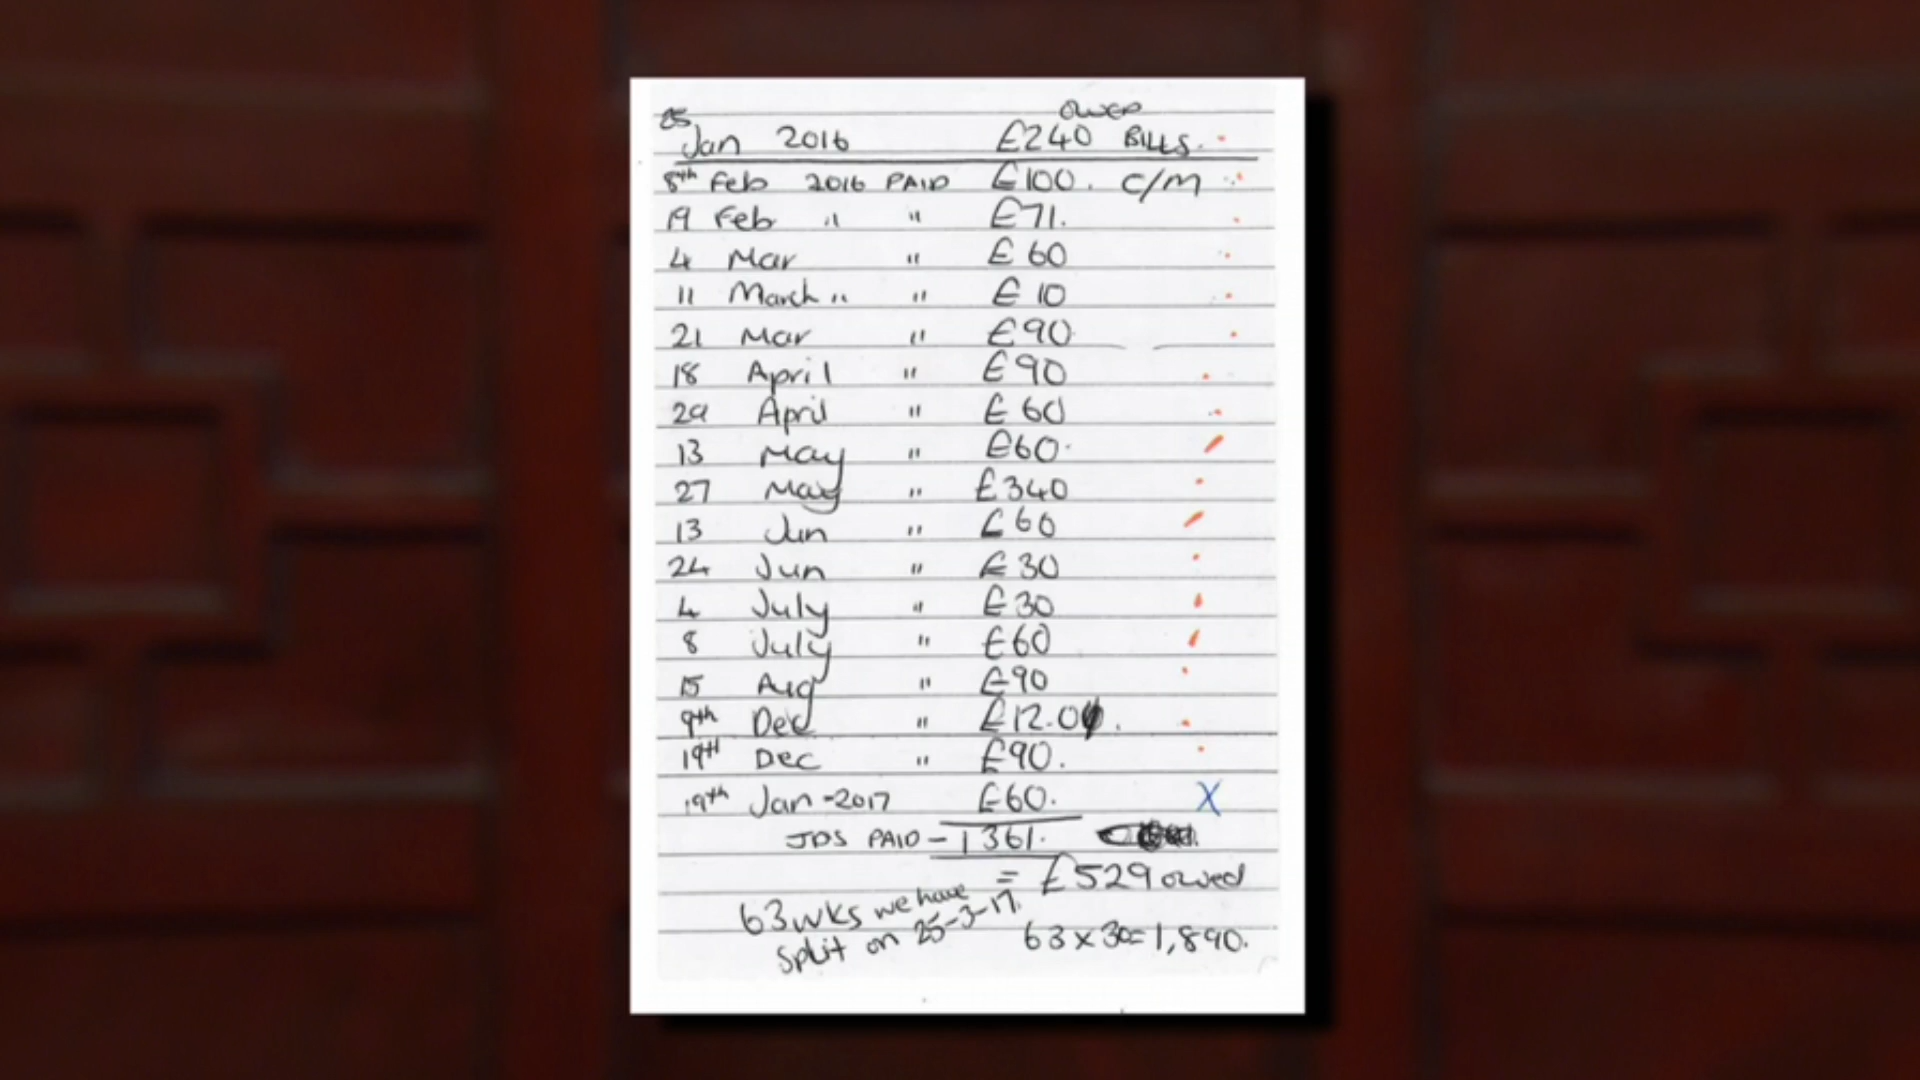 05 Jan 2016 £240 owed BILLS.
8th Feb 2016 PAID £100. C/M
19 Feb " " £71.
4 Mar " £60
11 March " " £10
21 Mar " £90
18 April " £90
29 April " £60
13 May " £60.
27 May " £340
13 Jun " £60
24 Jun " £30
4 July " £30
8 July " £60
15 Aug " £90
9th Dec " £12.00.
19TH Dec " £90.
19th Jan-2017 £60. X
JDS PAID - 1361.
= £529 owed
63 wks we have
split on 25-3-17.
63 x 30 = 1,890.